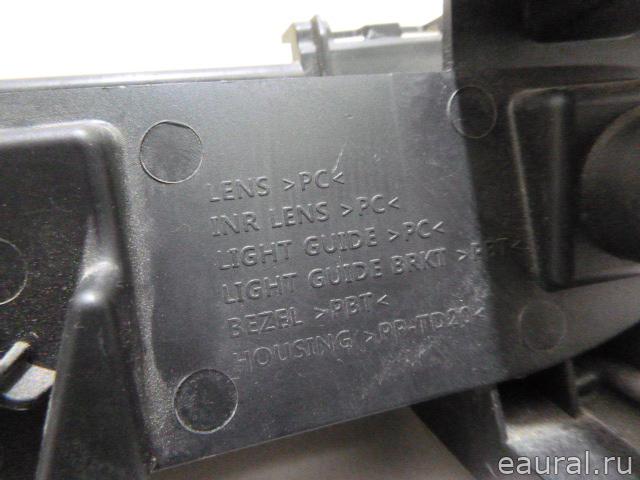 LENS >PC<
INR LENS >PC<
LIGHT GUIDE >PC<
LIGHT GUIDE BRKT >PBT<
BEZEL >PBT<
HOUSING >PP-TD20<
eaural.ru